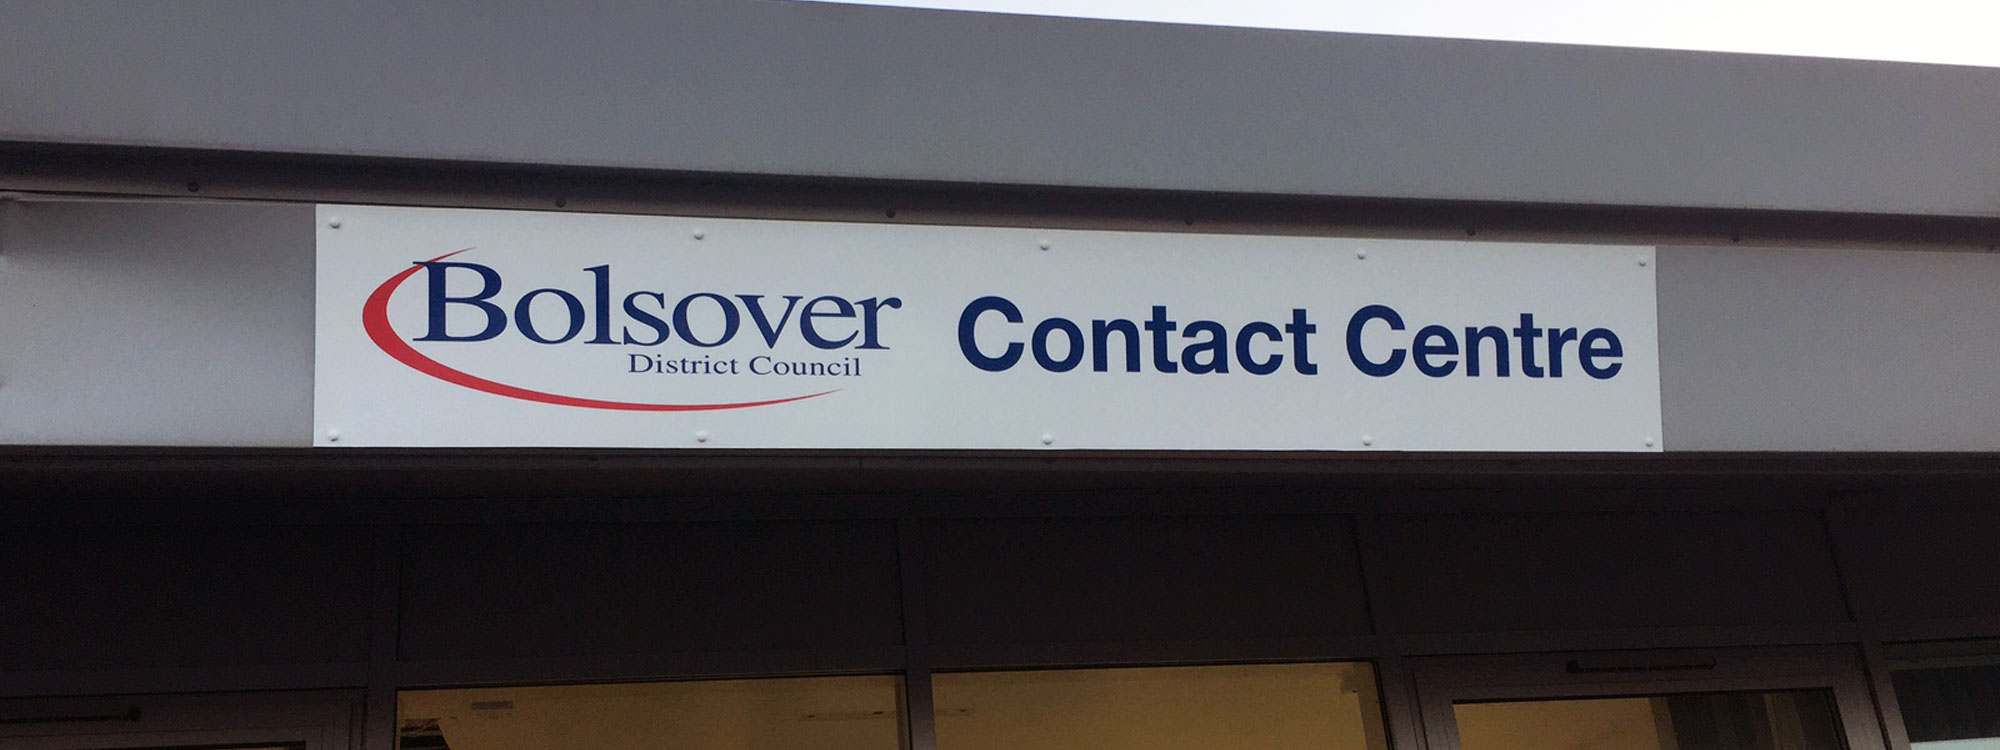 Bolsover
District Council
Contact Centre